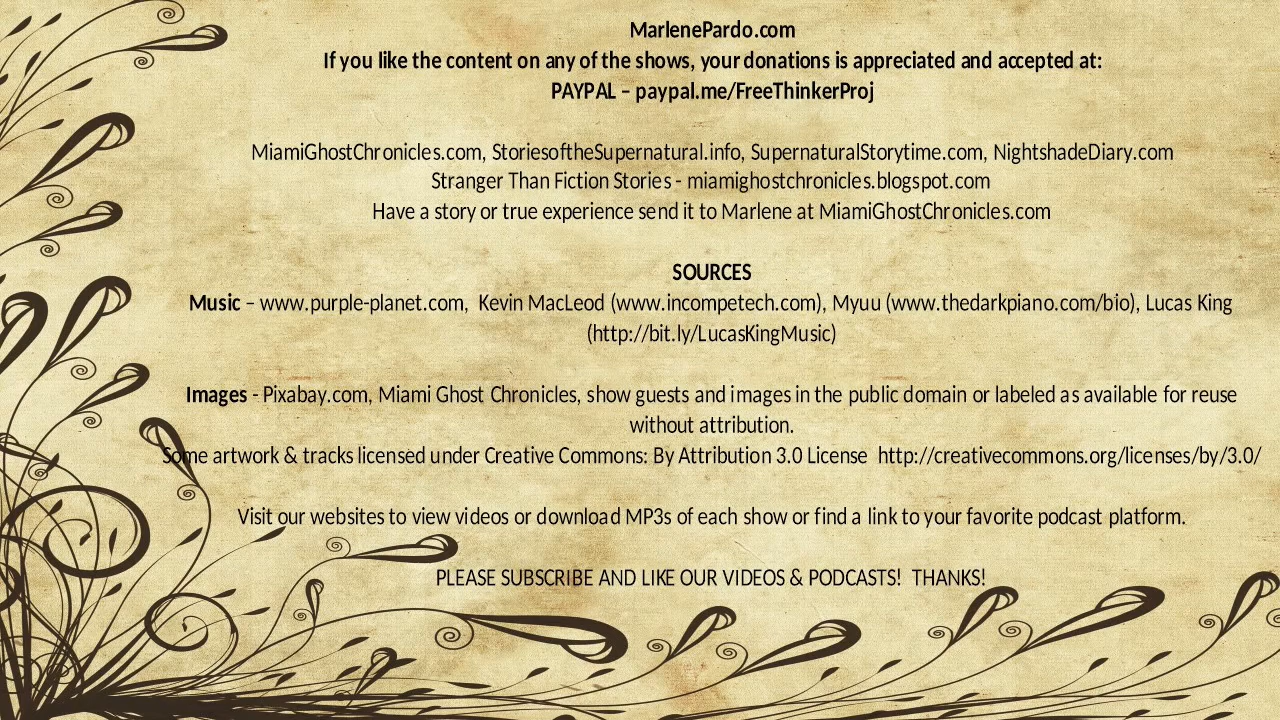 MarlenePardo.com
If you like the content on any of the shows, your donations is appreciated and accepted at:
PAYPAL – paypal.me/FreeThinkerProj
MiamiGhostChronicles.com, StoriesoftheSupernatural.info, SupernaturalStorytime.com, NightshadeDiary.com
Stranger Than Fiction Stories - miamighostchronicles.blogspot.com
Have a story or true experience send it to Marlene at MiamiGhostChronicles.com
SOURCES
Music – www.purple-planet.com, Kevin MacLeod (www.incompetech.com), Myuu (www.thedarkpiano.com/bio), Lucas King
(http://bit.ly/LucasKingMusic)
Images - Pixabay.com, Miami Ghost Chronicles, show guests and images in the public domain or labeled as available for reuse
without attribution.
Some artwork & tracks licensed under Creative Commons: By Attribution 3.0 License http://creativecommons.org/licenses/by/3.0/
Visit our websites to view videos or download MP3s of each show or find a link to your favorite podcast platform.
PLEASE SUBSCRIBE AND LIKE OUR VIDEOS & PODCASTS! THANKS!